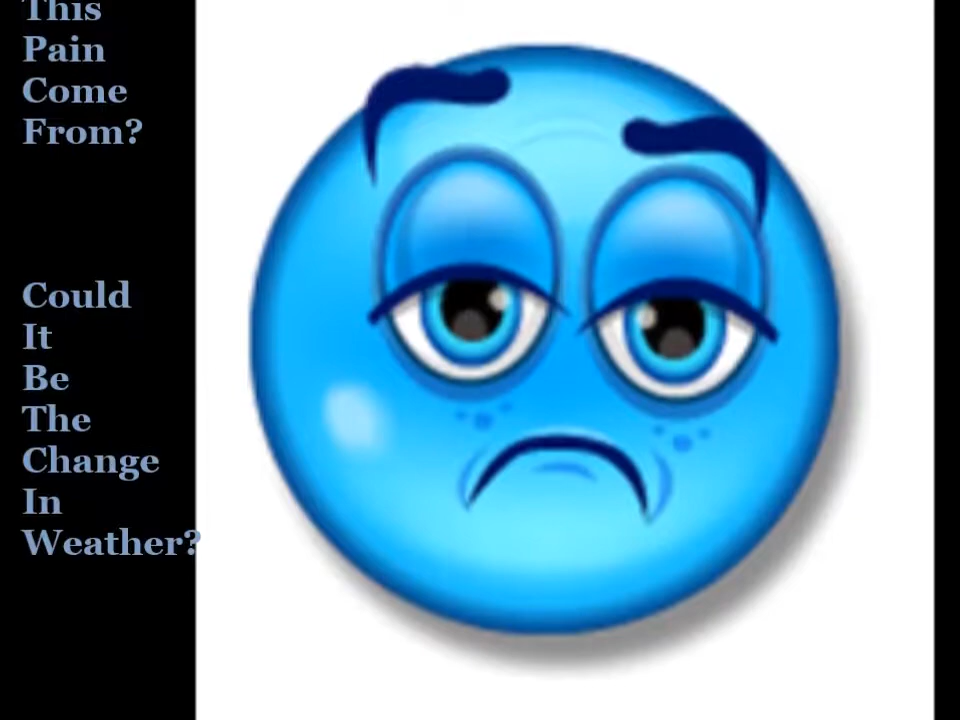 This
Pain
Come
From?
Could
It
Be
The
Change
In
Weather?